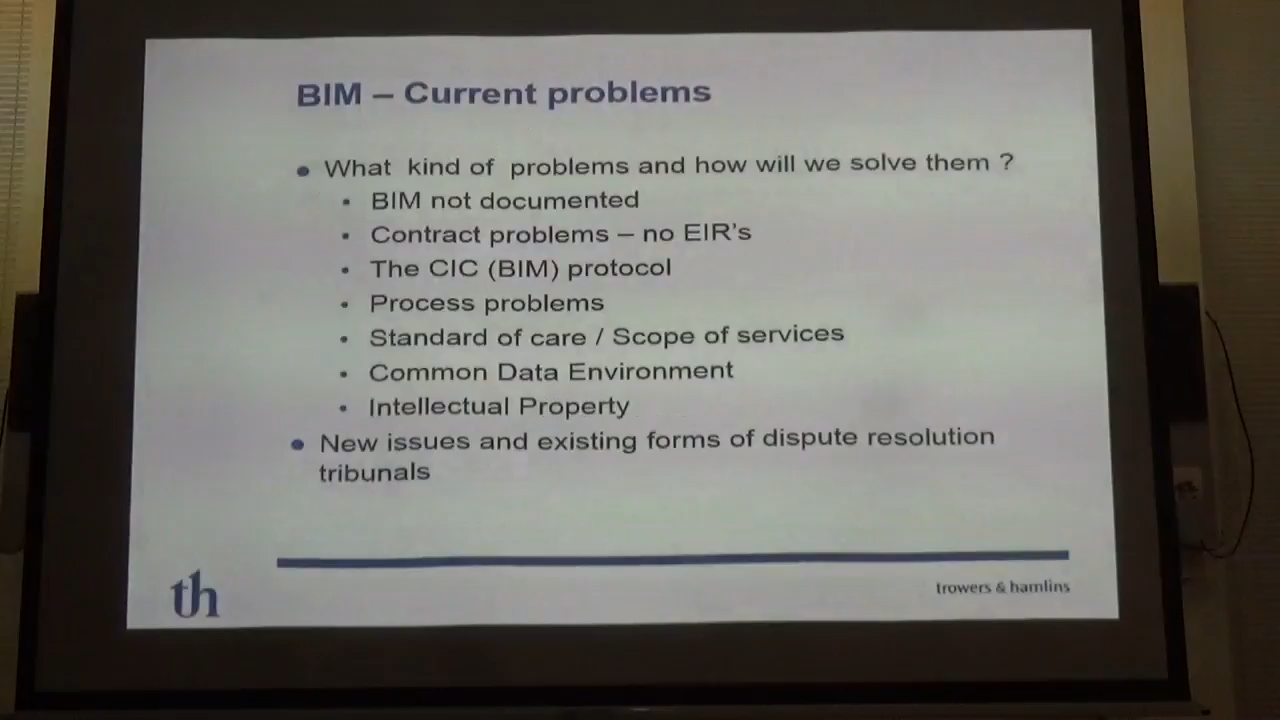 BIM – Current problems
• What kind of problems and how will we solve them ?
• BIM not documented
• Contract problems – no EIR's
• The CIC (BIM) protocol
• Process problems
• Standard of care / Scope of services
• Common Data Environment
• Intellectual Property
• New issues and existing forms of dispute resolution
tribunals
th
trowers & hamlins